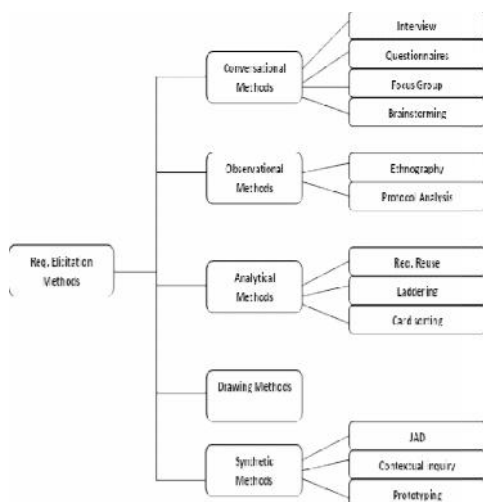 Interview
Questionnaires
Focus Group
Brainstorming
Conversational
Methods
Ethnography
Protocol Analysis
Observational
Methods
Req. Elicitation
Methods
Req. Reuse
Laddering
Card sorting
Analytical
Methods
Drawing Methods
JAD
Contextual Inquiry
Prototyping
Synthetic
Methods